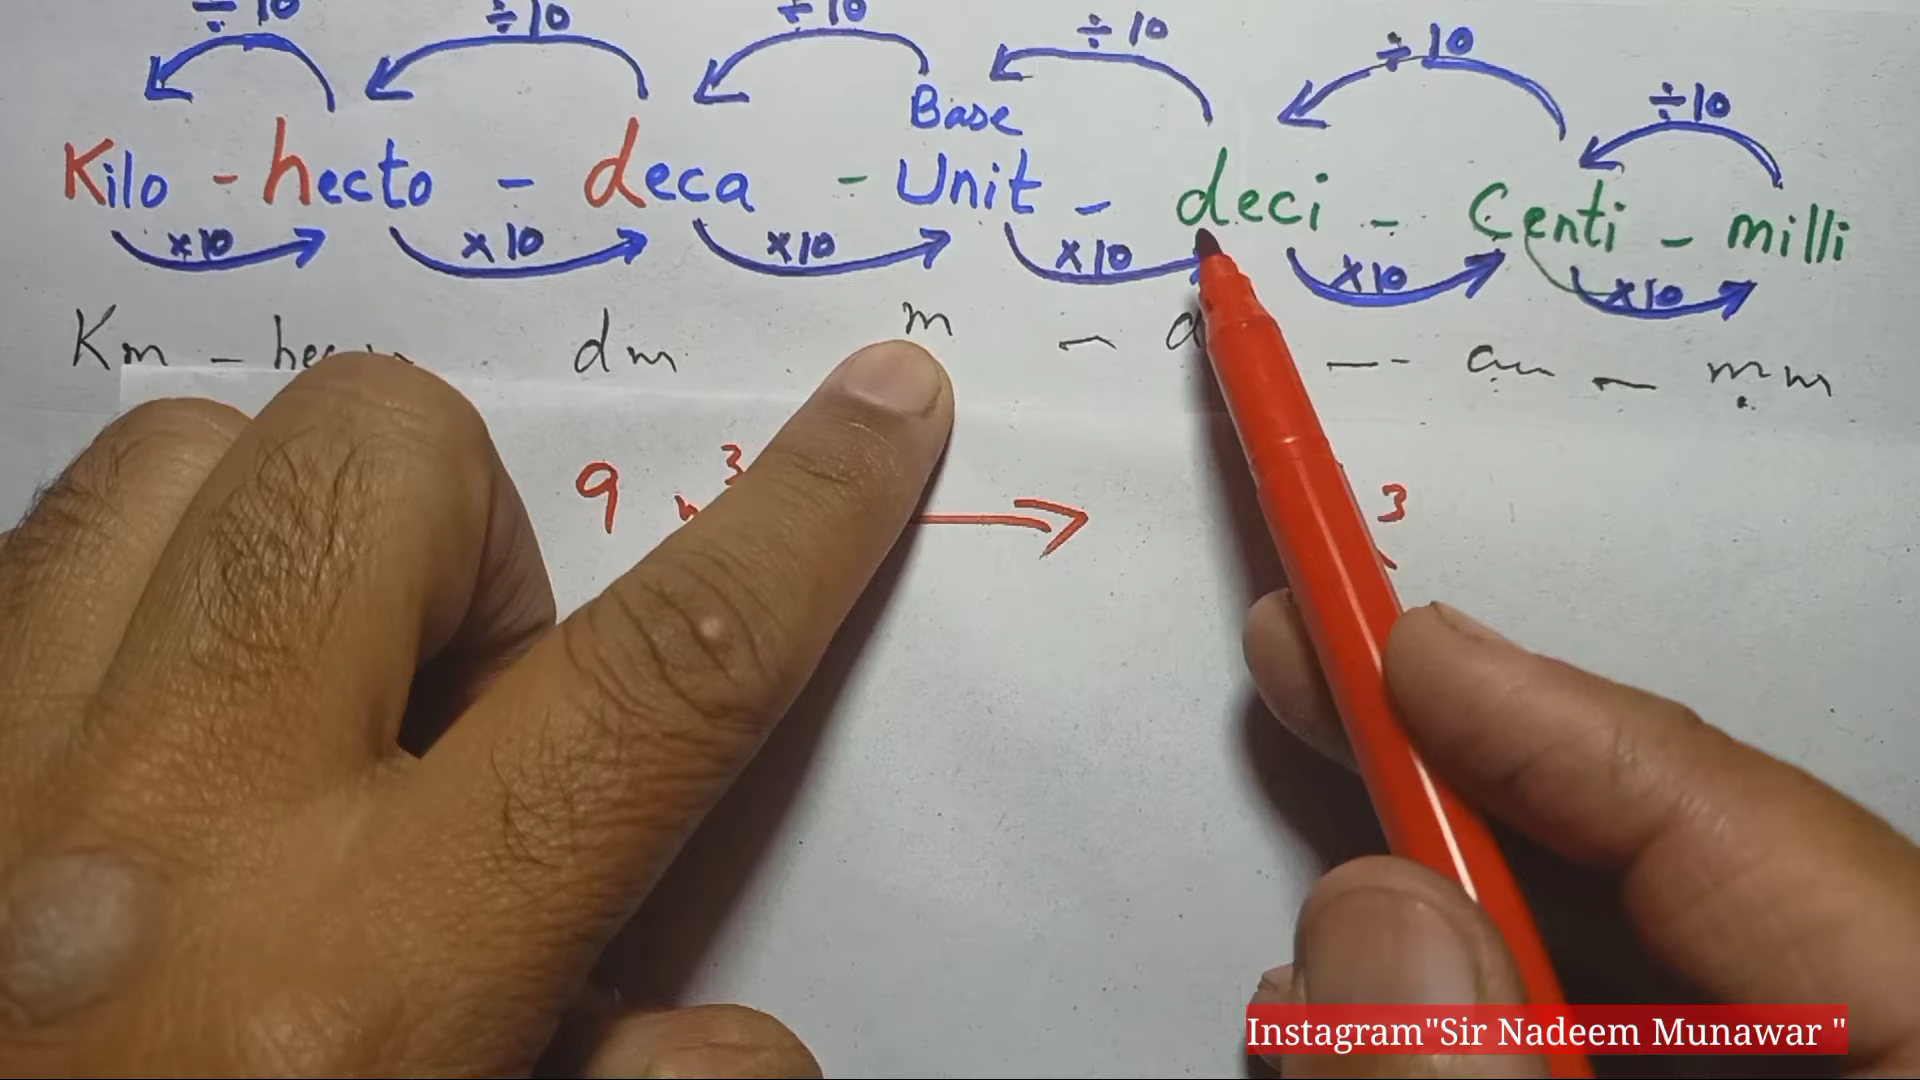 ÷10 ÷10 ÷10 ÷10 ÷10 ÷10
Base
Kilo - hecto - deca - Unit - deci - Centi - milli
×10 ×10 ×10 ×10 ×10 ×10
Km - dm m - -- cm - mm
9 3 → 3
Instagram"Sir Nadeem Munawar "